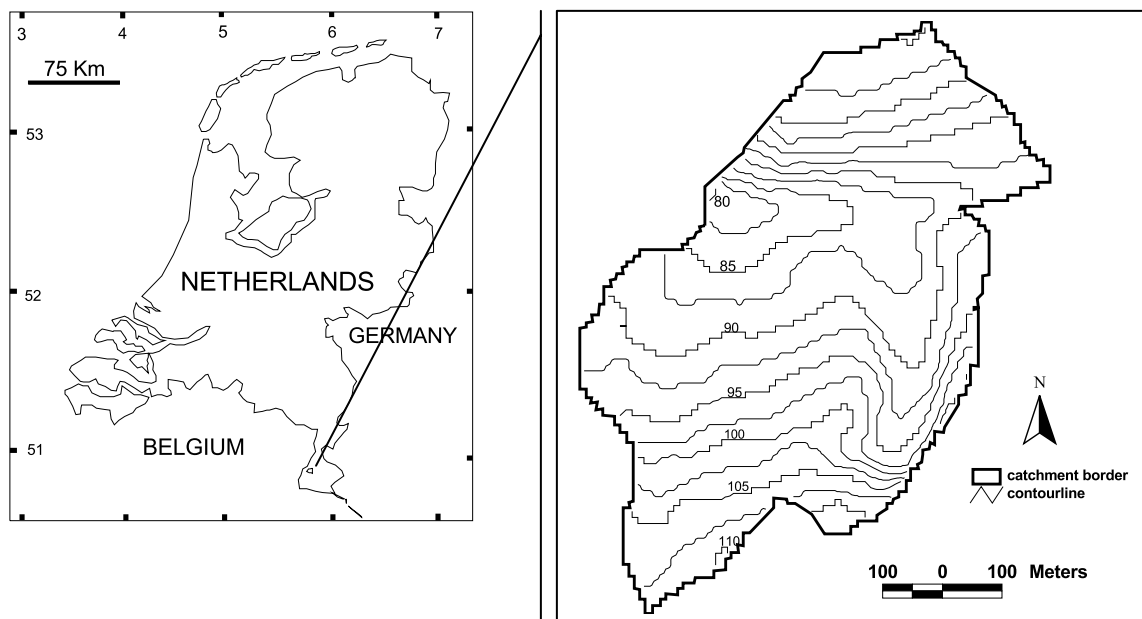 3 4 5 6 7
75 Km
53
NETHERLANDS
52
GERMANY
BELGIUM
51
80
85
90
95
100
105
110
N
catchment border
contourline
100 0 100 Meters